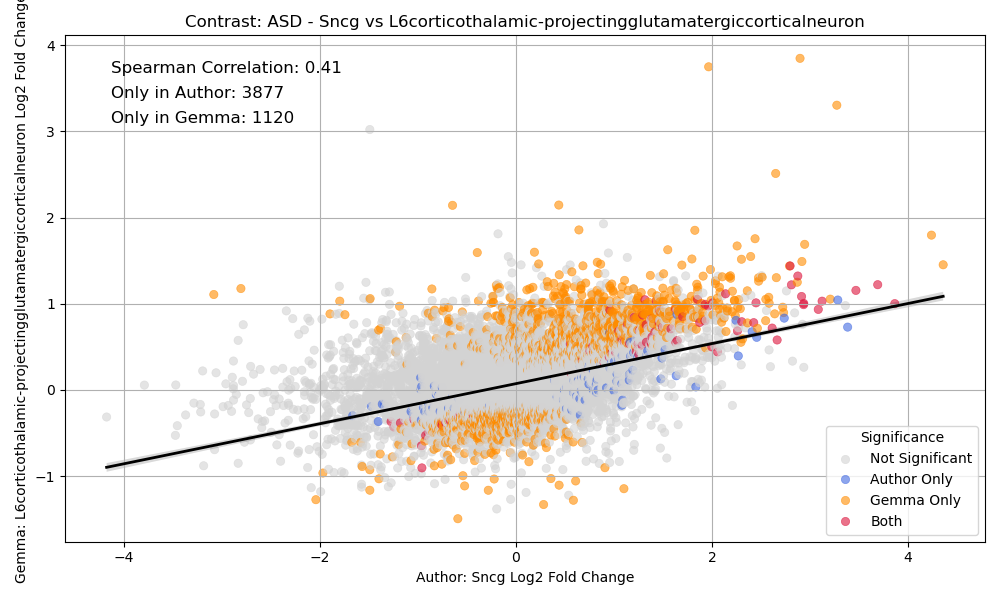 Contrast: ASD - Sncg vs L6corticothalamic-projectingglutamatergiccorticalneuron
Gemma: L6corticothalamic-projectingglutamatergiccorticalneuron Log2 Fold Change
4
3
2
1
0
−1
Spearman Correlation: 0.41
Only in Author: 3877
Only in Gemma: 1120
Significance
Not Significant
Author Only
Gemma Only
Both
−4
−2
0
2
4
Author: Sncg Log2 Fold Change